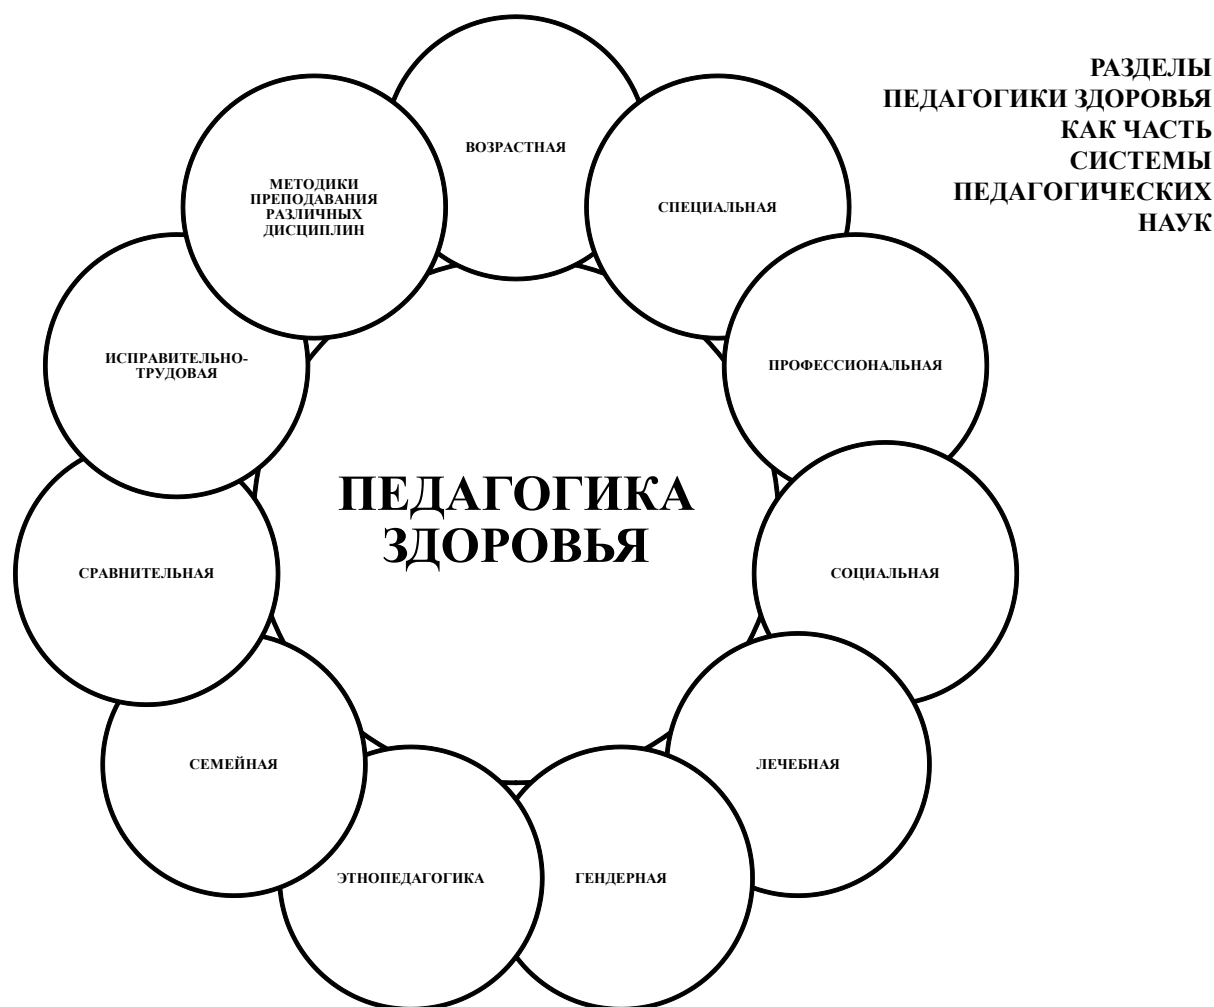 РАЗДЕЛЫ
ПЕДАГОГИКИ ЗДОРОВЬЯ
КАК ЧАСТЬ
СИСТЕМЫ
ПЕДАГОГИЧЕСКИХ
НАУК
ВОЗРАСТНАЯ
СПЕЦИАЛЬНАЯ
ПРОФЕССИОНАЛЬНАЯ
СОЦИАЛЬНАЯ
ЛЕЧЕБНАЯ
ГЕНДЕРНАЯ
ЭТНОПЕДАГОГИКА
СЕМЕЙНАЯ
СРАВНИТЕЛЬНАЯ
ИСПРАВИТЕЛЬНО-
ТРУДОВАЯ
МЕТОДИКИ
ПРЕПОДАВАНИЯ
РАЗЛИЧНЫХ
ДИСЦИПЛИН
ПЕДАГОГИКА
ЗДОРОВЬЯ